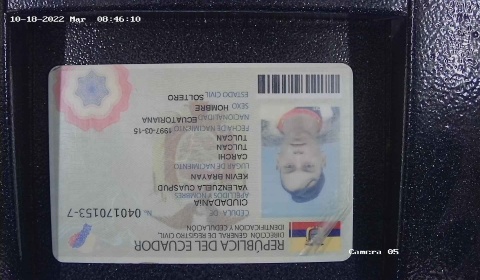 10-18-2022 Mar 08:46:10
REPÚBLICA DEL ECUADOR
DIRECCIÓN GENERAL DE REGISTRO CIVIL
IDENTIFICACIÓN Y CEDULACIÓN
CÉDULA DE
CIUDADANÍA
N. 040170153-7
APELLIDOS Y NOMBRES
VALENZUELA CUASPUD
KEVIN BRAYAN
LUGAR DE NACIMIENTO
CARCHI
TULCAN
TULCAN
FECHA DE NACIMIENTO 1997-03-15
NACIONALIDAD ECUATORIANA
SEXO HOMBRE
ESTADO CIVIL SOLTERO
Camera 05